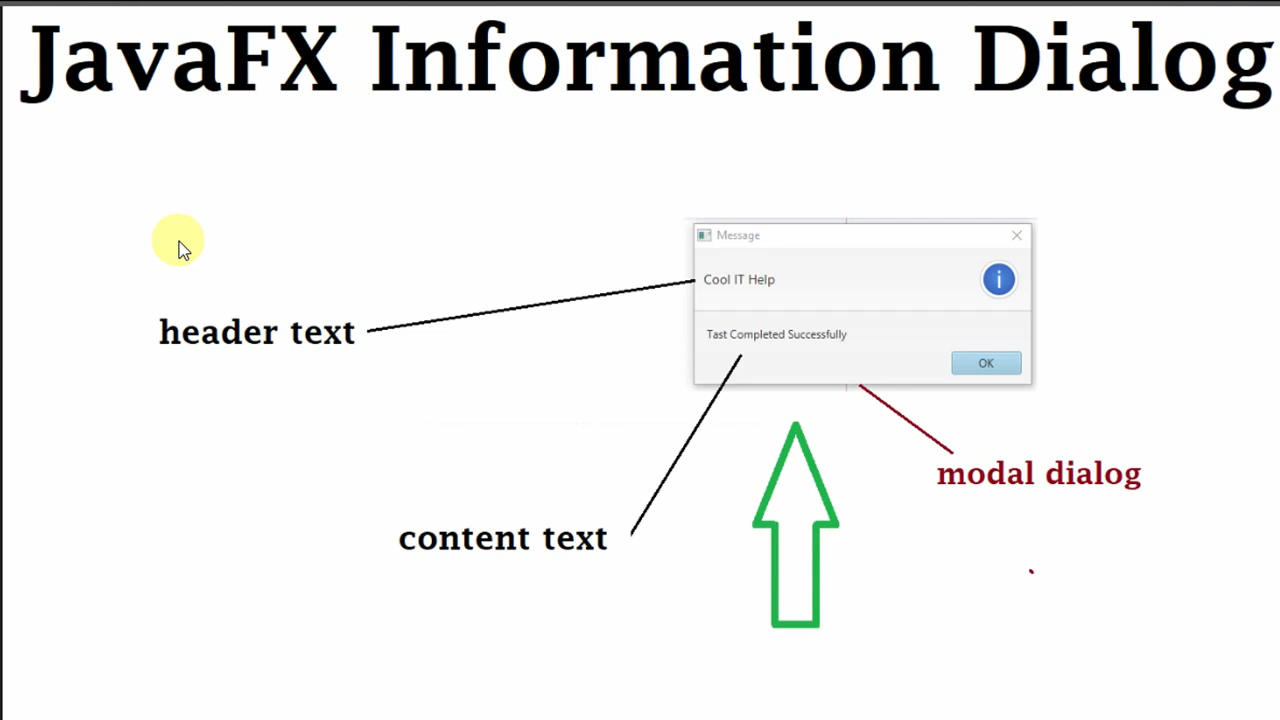 JavaFX Information Dialog
Message
Cool IT Help
i
header text
Tast Completed Successfully
OK
modal dialog
content text